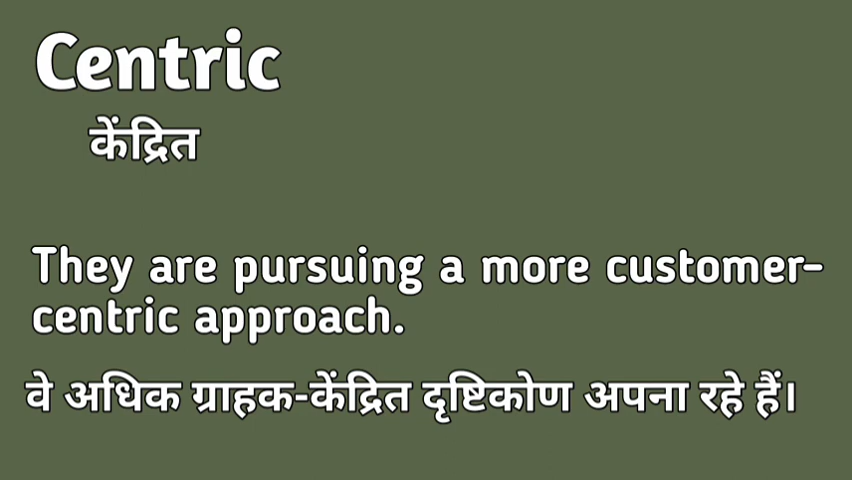 Centric
केंद्रित
They are pursuing a more customer-
centric approach.
वे अधिक ग्राहक-केंद्रित दृष्टिकोण अपना रहे हैं।